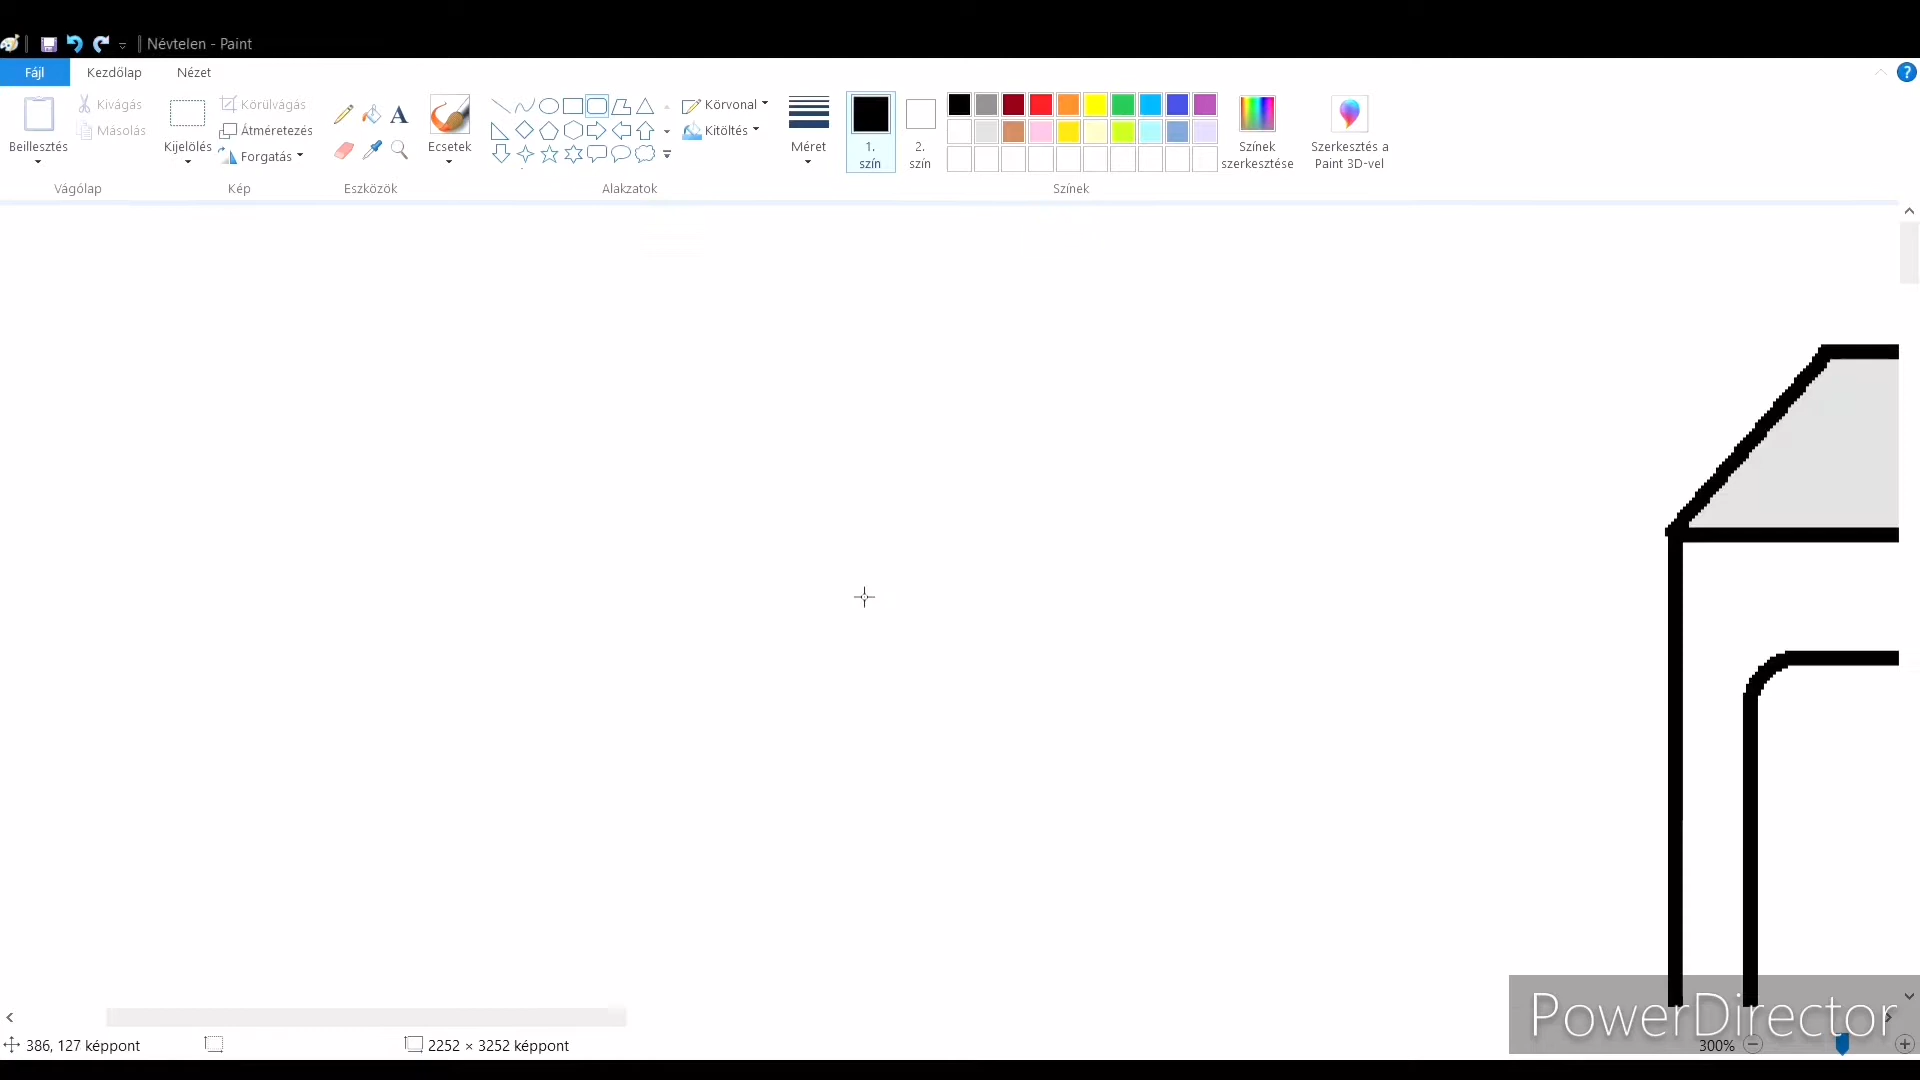 Névtelen - Paint
Fájl Kezdőlap Nézet
Beillesztés
Kivágás
Másolás
Vágólap
Kijelölés
Körülvágás
Átméretezés
Forgatás
Kép
A
Eszközök
Ecsetek
Alakzatok
Körvonal
Kitöltés
Méret
1.
szín
2.
szín
Színek
Színek
szerkesztése
Szerkesztés a
Paint 3D-vel
?
PowerDirector
386, 127 képpont
2252 × 3252 képpont
300%